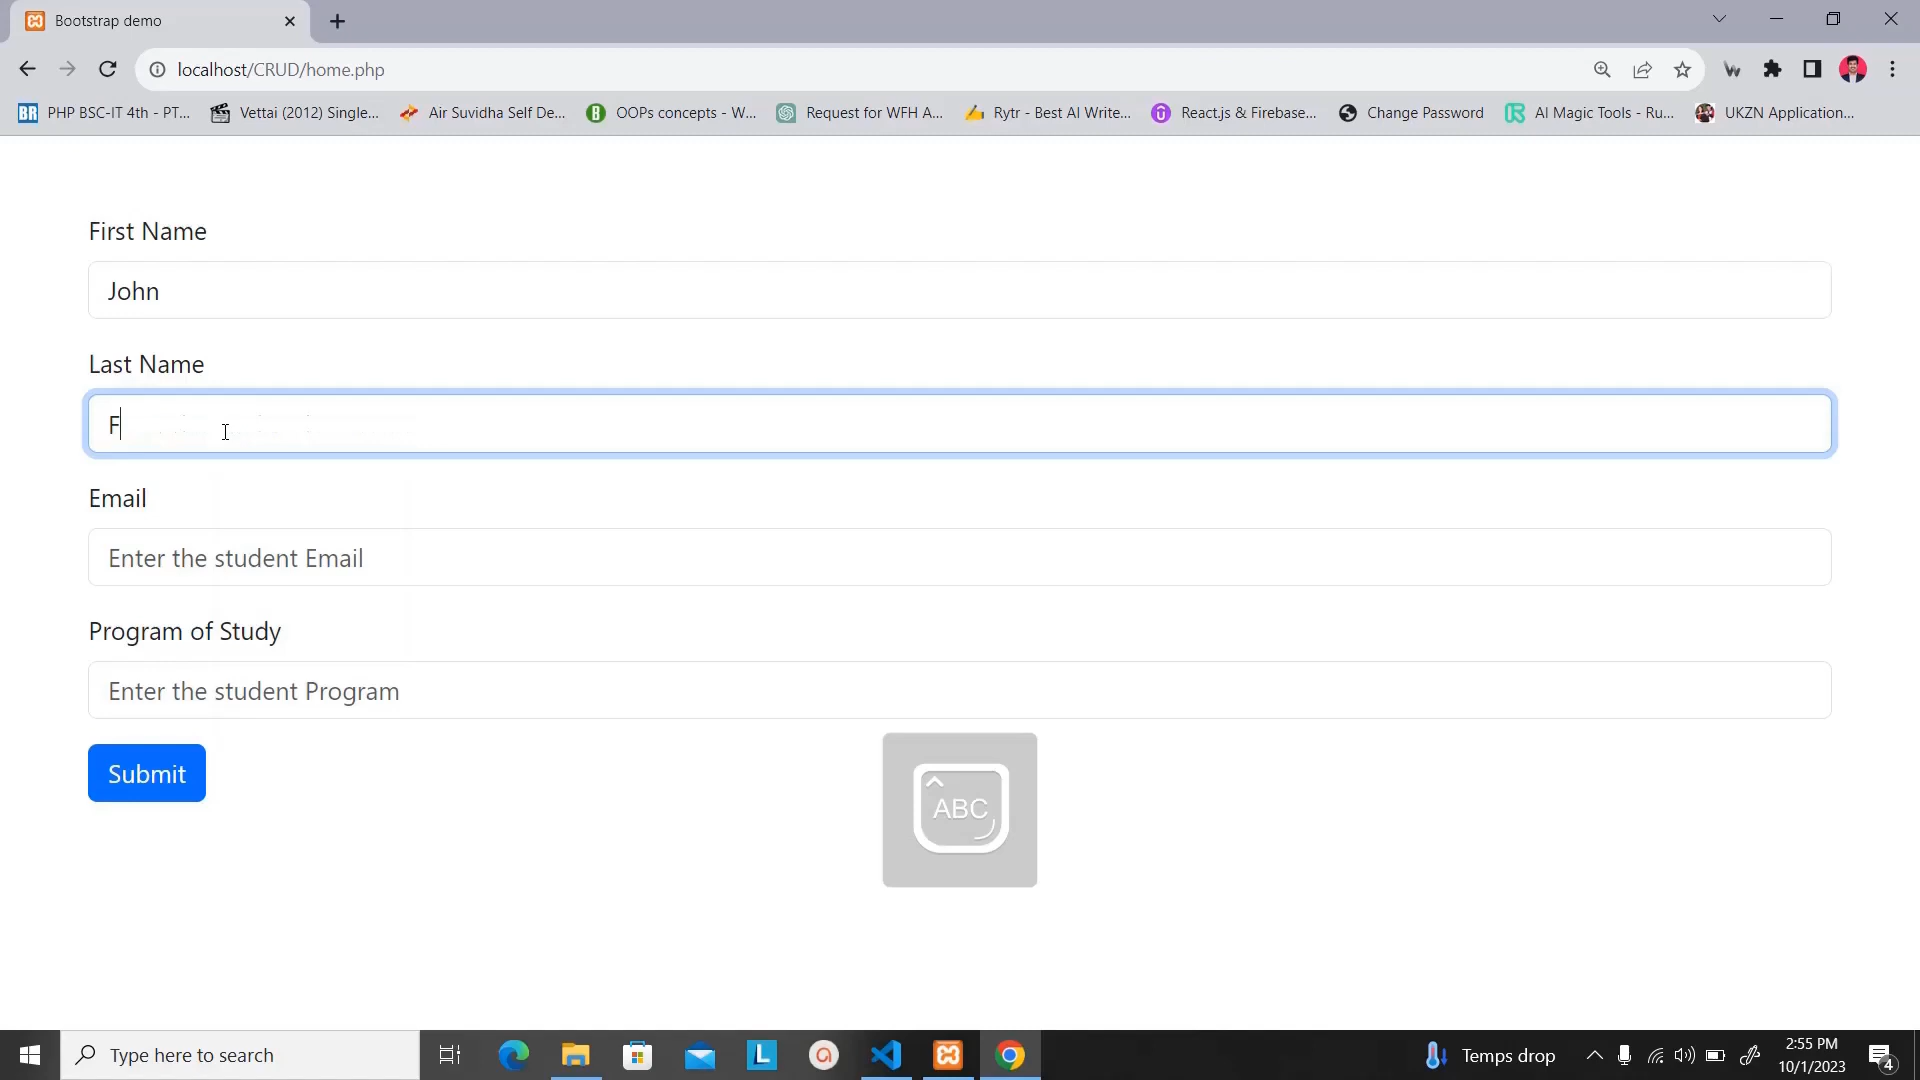 Bootstrap demo
localhost/CRUD/home.php
BR PHP BSC-IT 4th - PT... Vettai (2012) Single... Air Suvidha Self De... B OOPs concepts - W... Request for WFH A... Rytr - Best AI Write... React.js & Firebase... Change Password AI Magic Tools - Ru... UKZN Application...
First Name
John
Last Name
F
Email
Enter the student Email
Program of Study
Enter the student Program
Submit
ABC
Type here to search
L
Temps drop
2:55 PM
10/1/2023
4